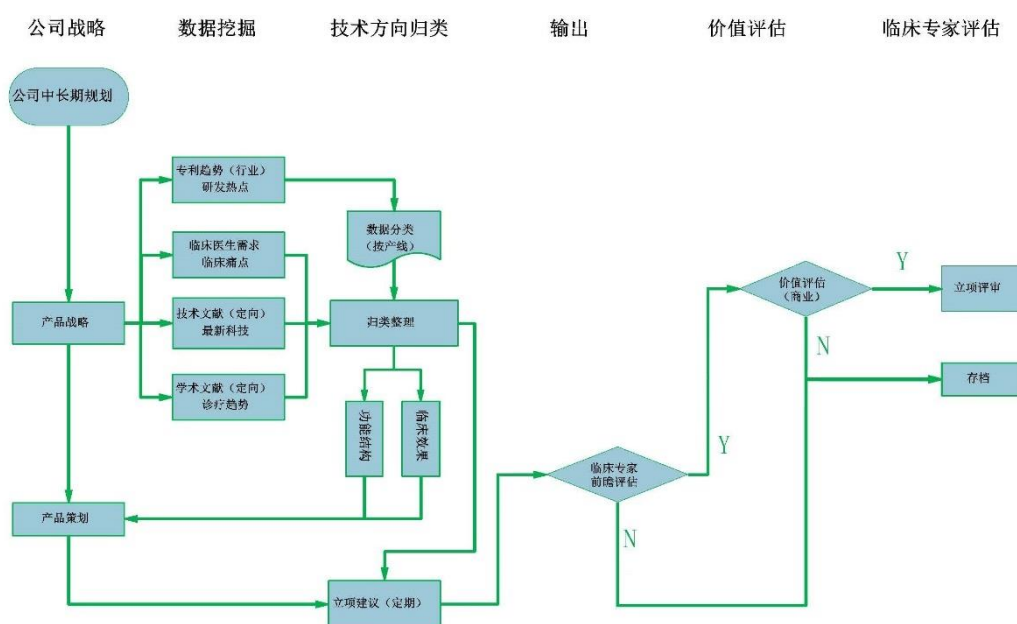 公司战略
数据挖掘
技术方向归类
输出
价值评估
临床专家评估
公司中长期规划
专利趋势（行业）
研发热点
数据分类
（按产线）
临床医生需求
临床痛点
价值评估
（商业）
Y
立项评审
产品战略
技术文献（定向）
最新科技
归类整理
N
学术文献（定向）
诊疗趋势
存档
功能结构
临床效果
Y
临床专家
前瞻评估
产品策划
N
立项建议（定期）